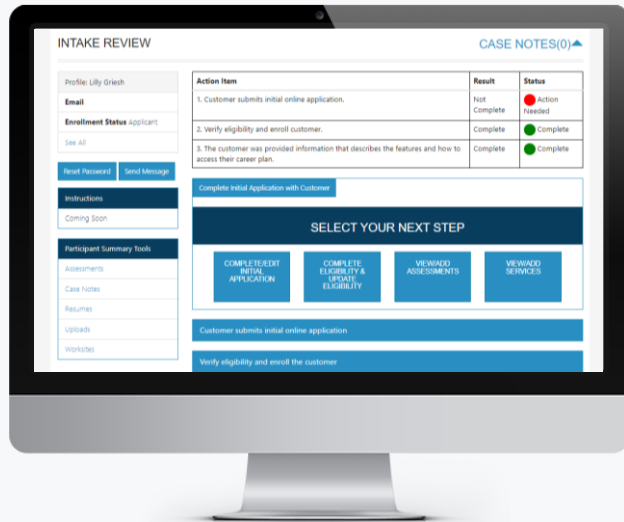 INTAKE REVIEW
CASE NOTES(0)
Profile: Lilly Griesh
Email
Enrollment Status Applicant
See All
Reset Password
Send Message
Instructions
Coming Soon
Participant Summary Tools
Assessments
Case Notes
Resumes
Uploads
Worksites
Action Item Result Status
1. Customer submits initial online application. Not Action
Complete Needed
2. Verify eligibility and enroll customer. Complete Complete
3. The customer was provided information that describes the features and how to Complete Complete
access their career plan.
Complete Initial Application with Customer
SELECT YOUR NEXT STEP
COMPLETE/EDIT
INITIAL
APPLICATION
COMPLETE
ELIGIBILITY &
UPDATE
ELIGIBILITY
VIEW/ADD
ASSESSMENTS
VIEW/ADD
SERVICES
Customer submits initial online application
Verify eligibility and enroll the customer